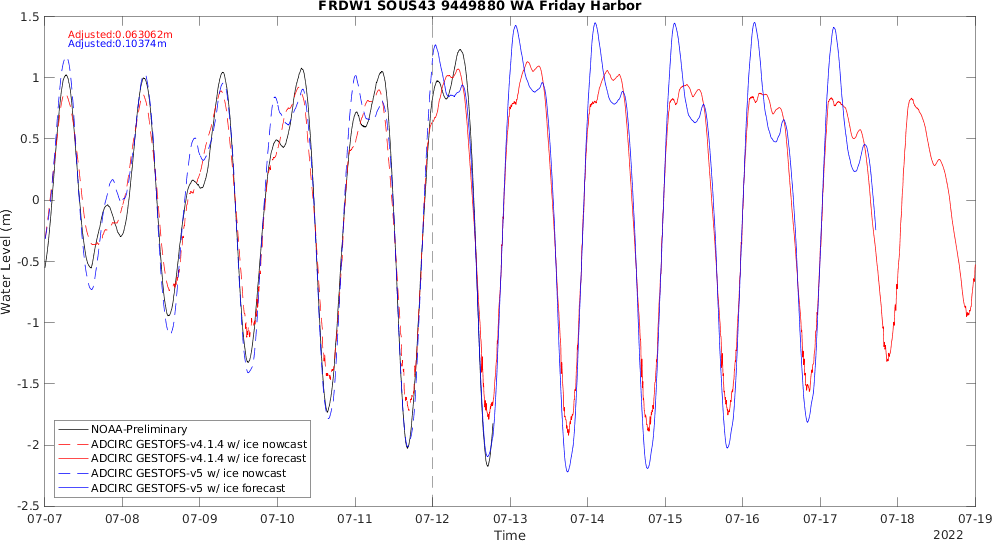 FRDW1 SOUS43 9449880 WA Friday Harbor
Adjusted:0.063062m
Adjusted:0.10374m
1.5
1
0.5
0
-0.5
-1
-1.5
-2
-2.5
Water Level (m)
NOAA-Preliminary
ADCIRC GESTOFS-v4.1.4 w/ ice nowcast
ADCIRC GESTOFS-v4.1.4 w/ ice forecast
ADCIRC GESTOFS-v5 w/ ice nowcast
ADCIRC GESTOFS-v5 w/ ice forecast
07-07 07-08 07-09 07-10 07-11 07-12 07-13 07-14 07-15 07-16 07-17 07-18 07-19
Time
2022